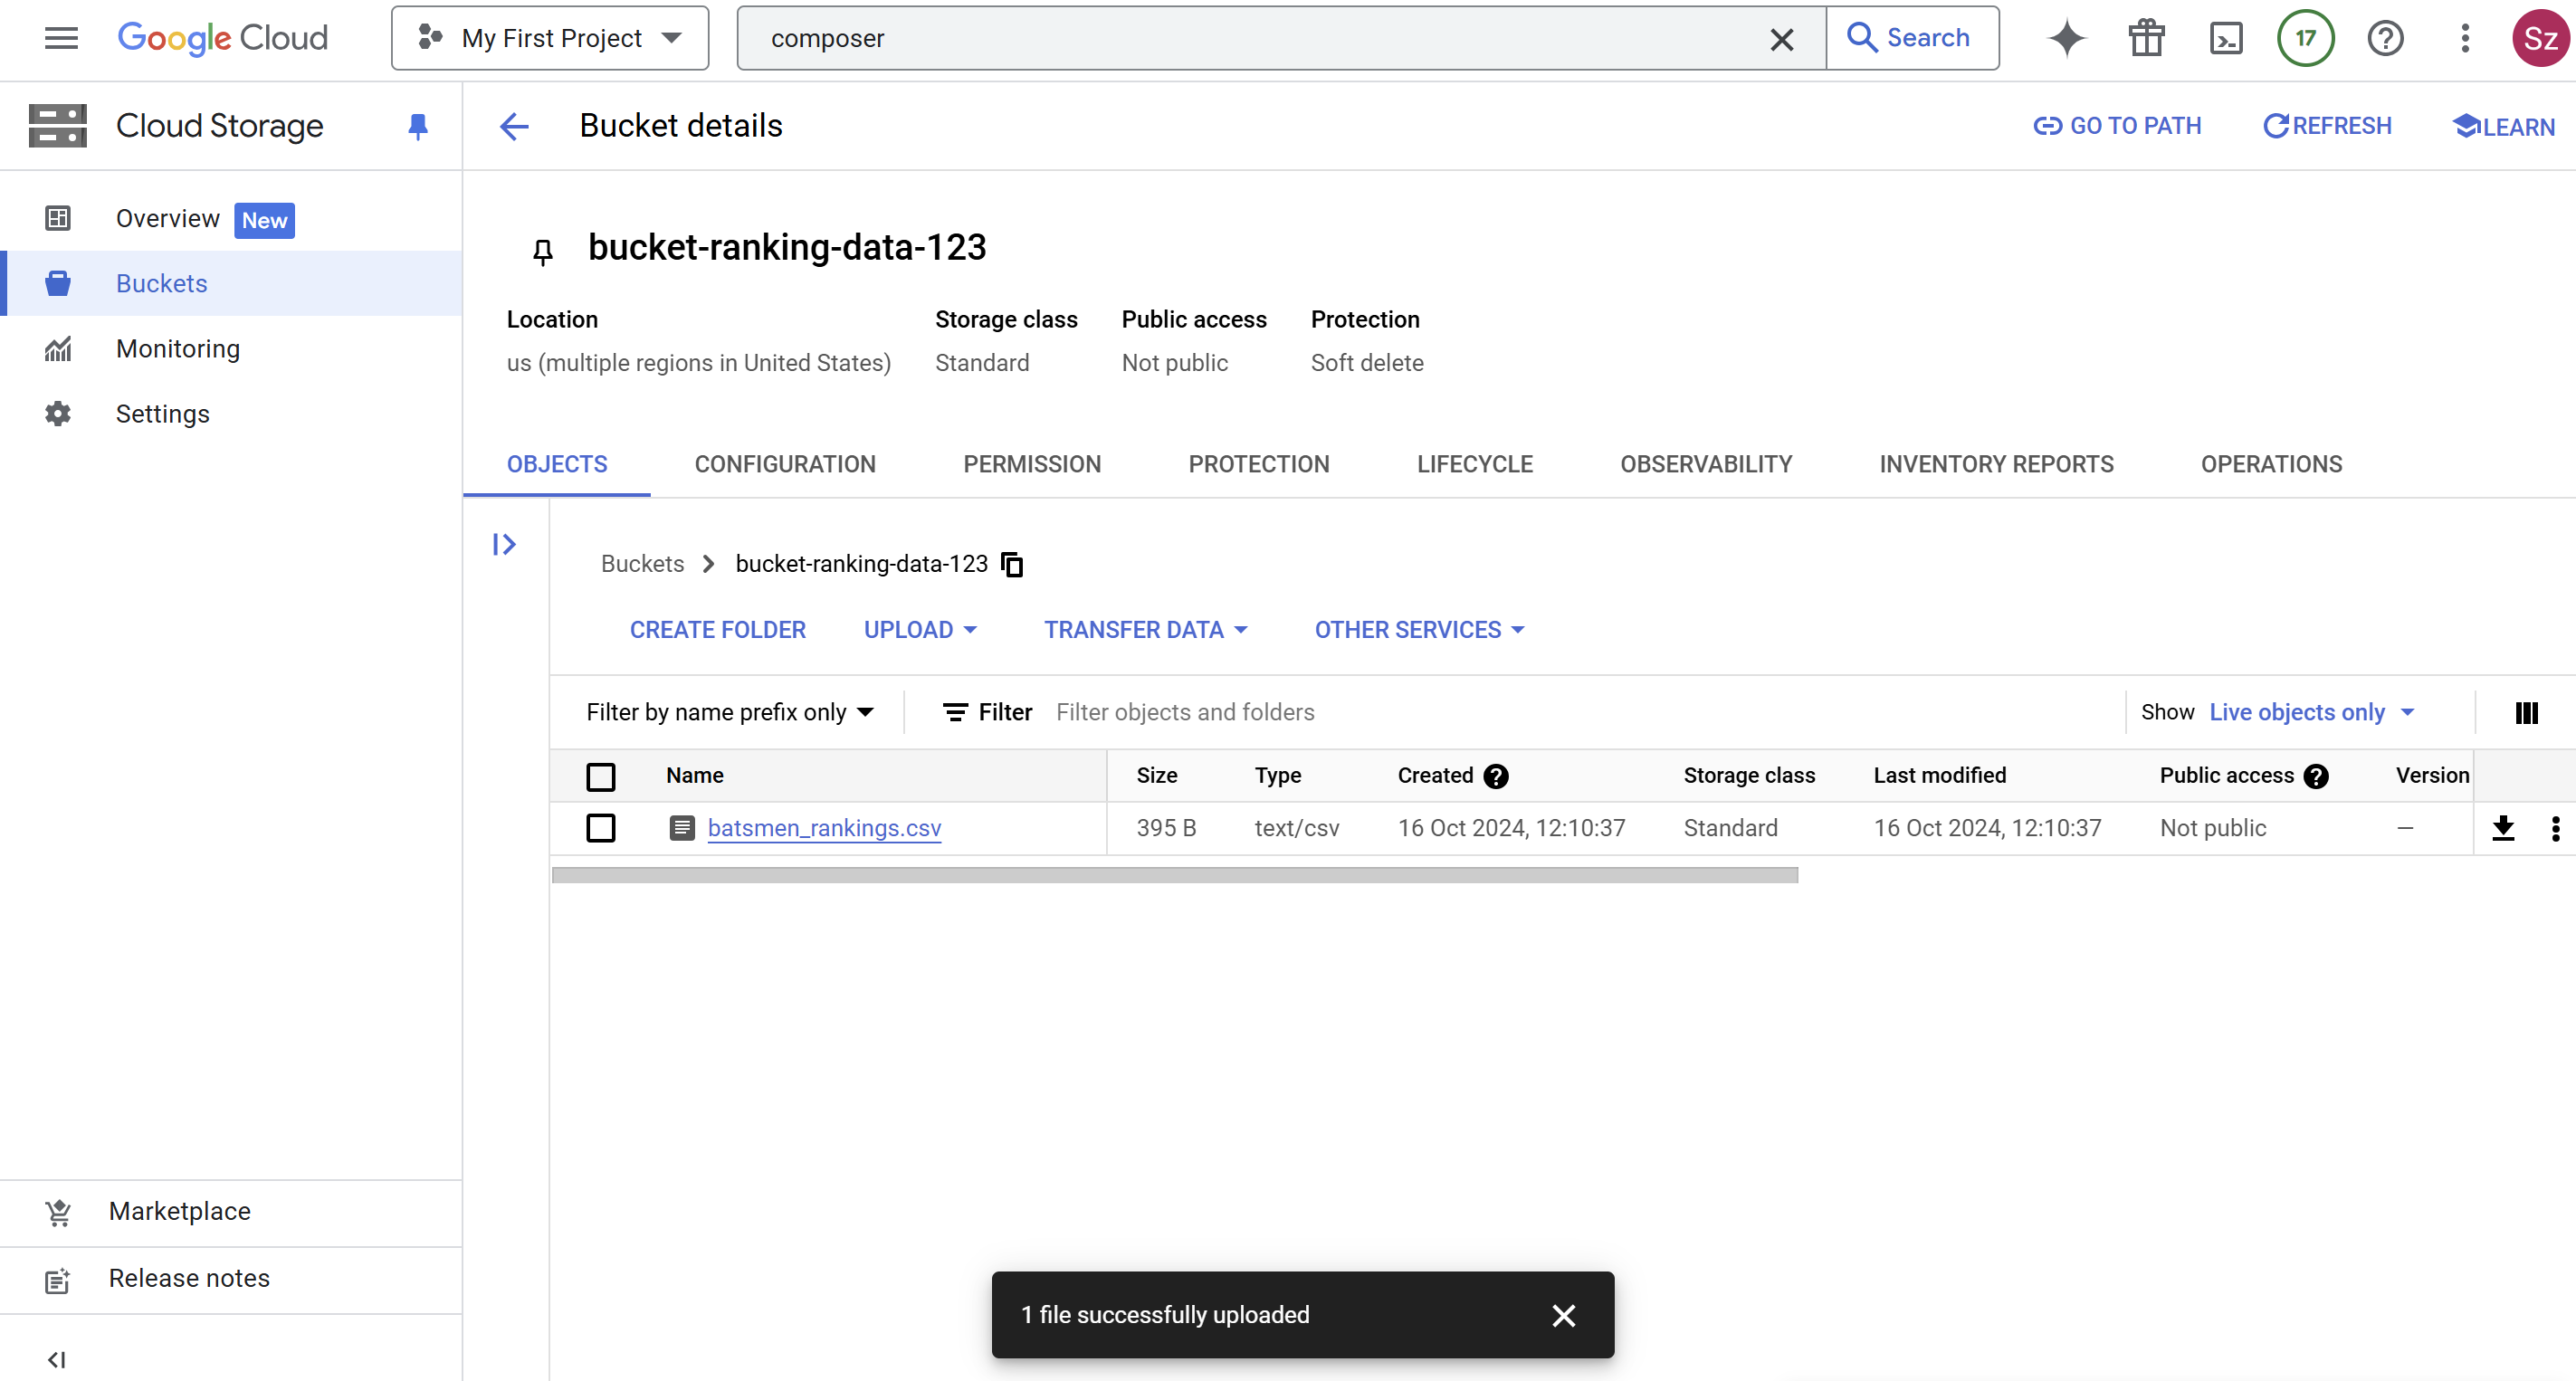 Google Cloud
My First Project
composer
Search
17
Sz
Cloud Storage
Bucket details
GO TO PATH
REFRESH
LEARN
Overview New
Buckets
Monitoring
Settings
bucket-ranking-data-123
Location Storage class Public access Protection
us (multiple regions in United States) Standard Not public Soft delete
OBJECTS CONFIGURATION PERMISSION PROTECTION LIFECYCLE OBSERVABILITY INVENTORY REPORTS OPERATIONS
Buckets bucket-ranking-data-123
CREATE FOLDER UPLOAD TRANSFER DATA OTHER SERVICES
Filter by name prefix only Filter Filter objects and folders Show Live objects only
Name Size Type Created Storage class Last modified Public access Version
batsmen_rankings.csv 395 B text/csv 16 Oct 2024, 12:10:37 Standard 16 Oct 2024, 12:10:37 Not public —
Marketplace
Release notes
1 file successfully uploaded